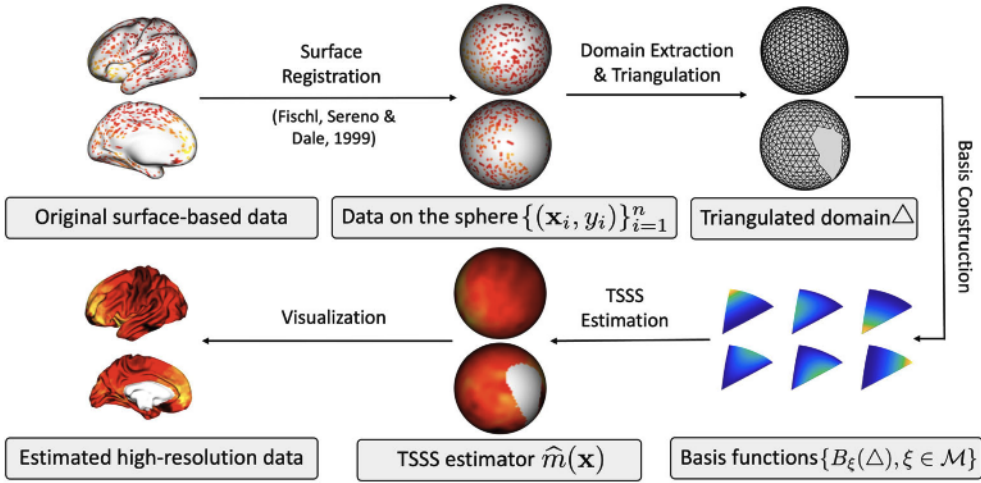 Surface
Registration
(Fischl, Sereno &
Dale, 1999)
Domain Extraction
& Triangulation
Original surface-based data
Data on the sphere {(𝐱ᵢ, yᵢ)}ⁿᵢ₌₁
Triangulated domain △
Basis Construction
Visualization
TSSS
Estimation
Estimated high-resolution data
TSSS estimator m̂(𝐱)
Basis functions{B_ξ(△), ξ ∈ ℳ}